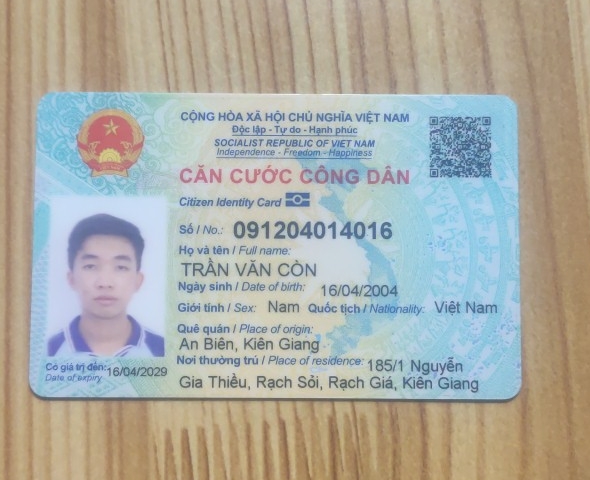 CỘNG HÒA XÃ HỘI CHỦ NGHĨA VIỆT NAM
Độc lập - Tự do - Hạnh phúc
SOCIALIST REPUBLIC OF VIET NAM
Independence - Freedom - Happiness
CĂN CƯỚC CÔNG DÂN
Citizen Identity Card
Số / No.: 091204014016
Họ và tên / Full name:
TRẦN VĂN CÒN
Ngày sinh / Date of birth: 16/04/2004
Giới tính / Sex: Nam Quốc tịch / Nationality: Việt Nam
Quê quán / Place of origin:
An Biên, Kiên Giang
Nơi thường trú / Place of residence: 185/1 Nguyễn
Gia Thiều, Rạch Sỏi, Rạch Giá, Kiên Giang
Có giá trị đến: 16/04/2029
Date of expiry